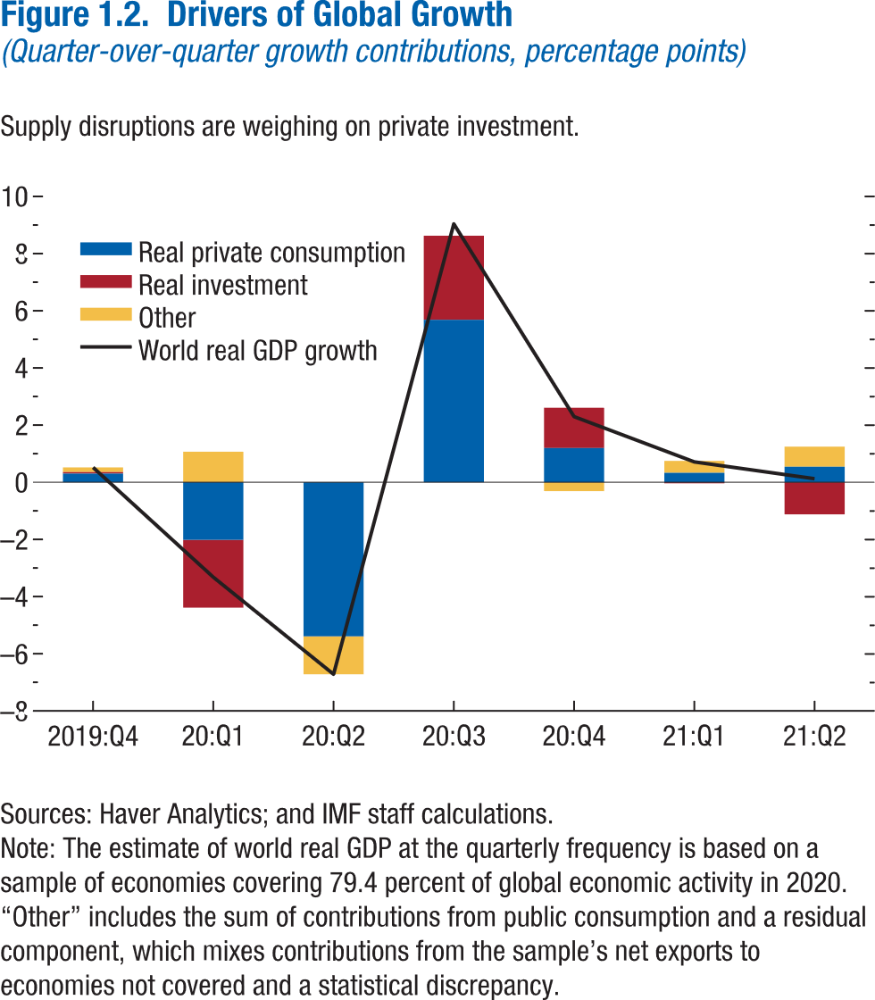 Figure 1.2. Drivers of Global Growth
(Quarter-over-quarter growth contributions, percentage points)
Supply disruptions are weighing on private investment.
10
8
6
4
2
0
–2
–4
–6
–8
Real private consumption
Real investment
Other
World real GDP growth
2019:Q4 20:Q1 20:Q2 20:Q3 20:Q4 21:Q1 21:Q2
Sources: Haver Analytics; and IMF staff calculations.
Note: The estimate of world real GDP at the quarterly frequency is based on a
sample of economies covering 79.4 percent of global economic activity in 2020.
“Other” includes the sum of contributions from public consumption and a residual
component, which mixes contributions from the sample’s net exports to
economies not covered and a statistical discrepancy.